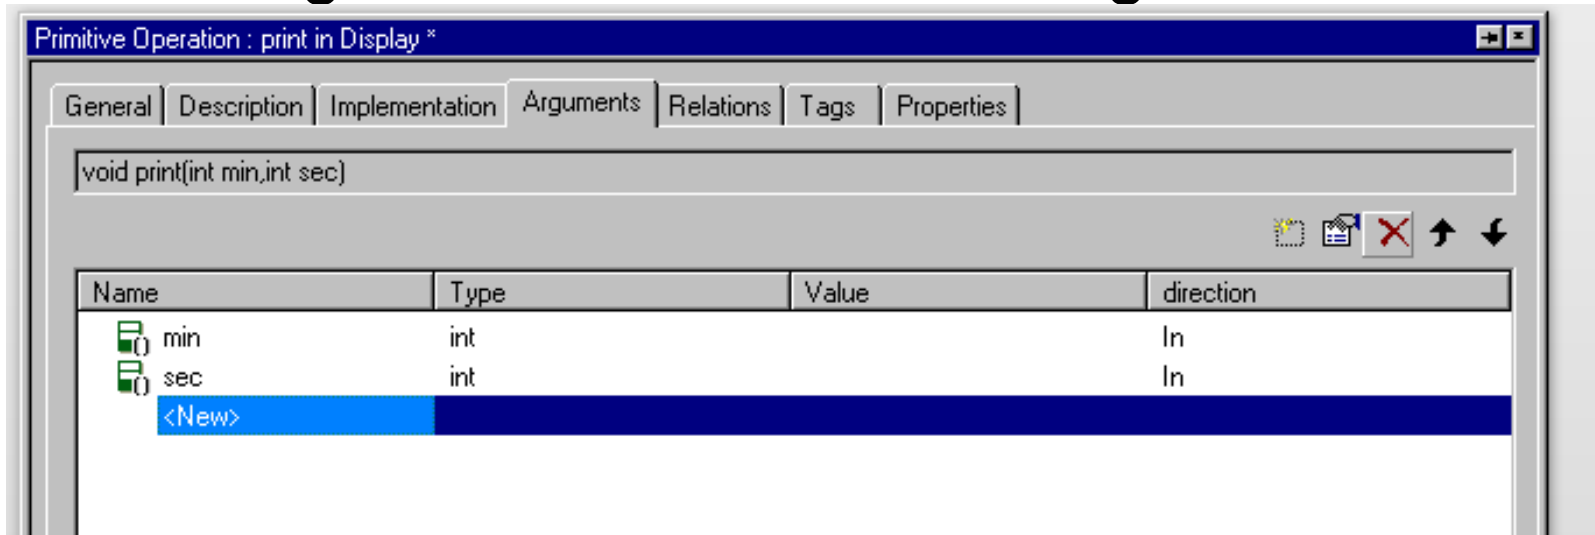 Primitive Operation : print in Display *
General Description Implementation Arguments Relations Tags Properties
void print(int min,int sec)
Name Type Value direction
min int In
sec int In
<New>